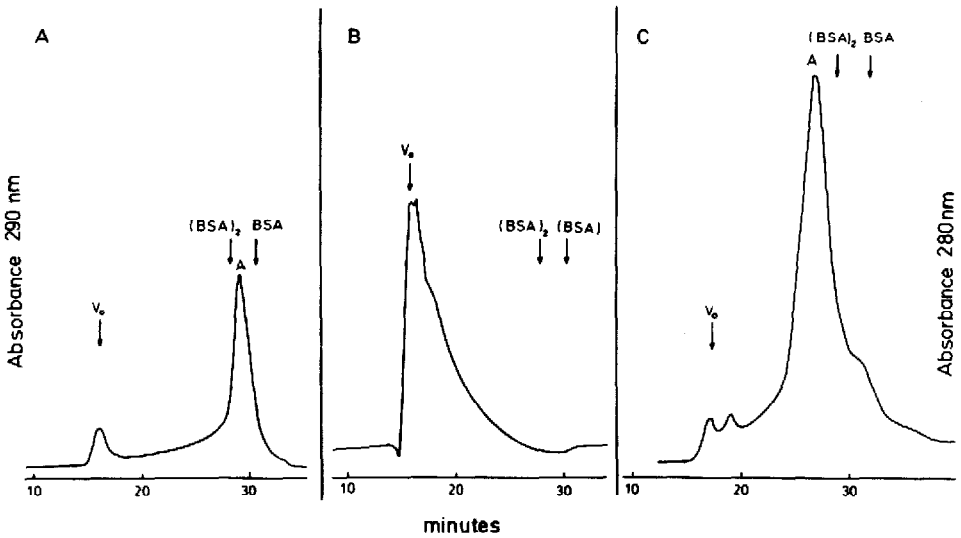 A
B
C
(BSA)₂ BSA
A
V₀
V₀
(BSA)₂ (BSA)
(BSA)₂ BSA
A
V₀
Absorbance 290 nm
Absorbance 280nm
10 20 30
10 20 30
10 20 30
minutes